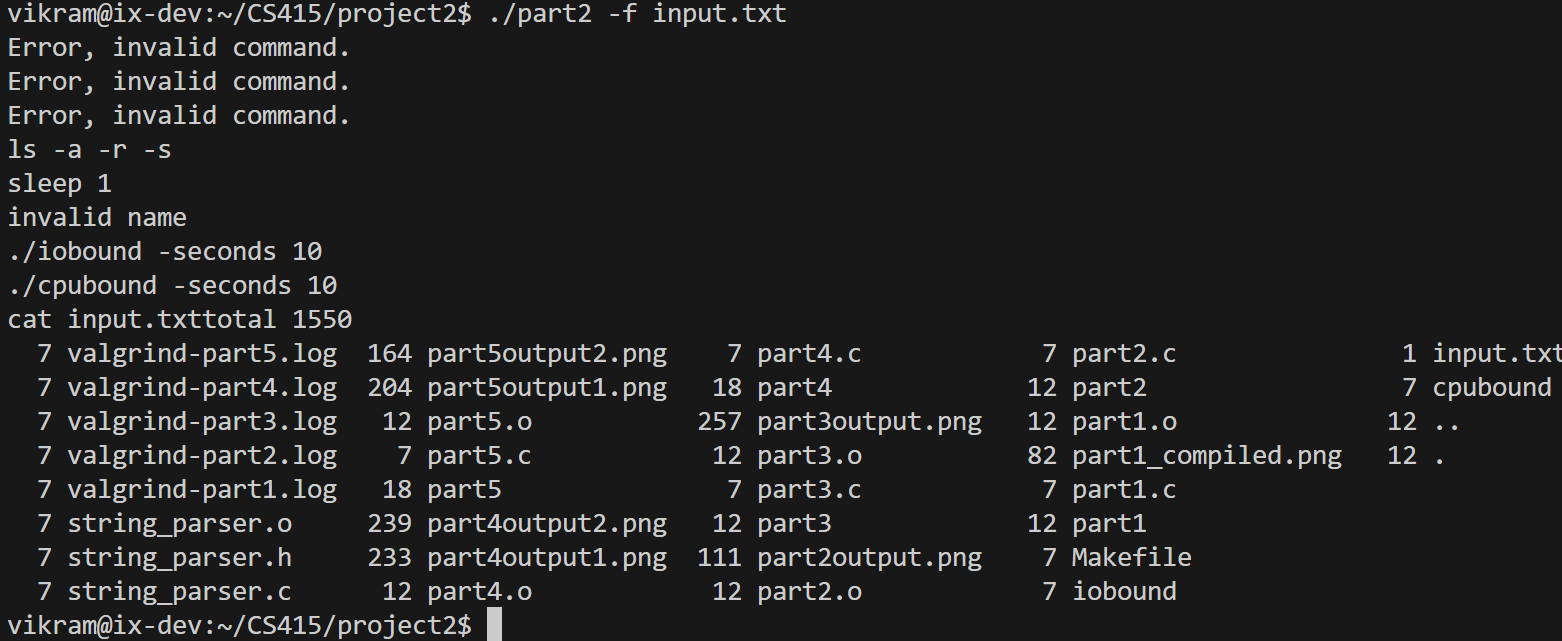 vikram@ix-dev:~/CS415/project2$ ./part2 -f input.txt
Error, invalid command.
Error, invalid command.
Error, invalid command.
ls -a -r -s
sleep 1
invalid name
./iobound -seconds 10
./cpubound -seconds 10
cat input.txttotal 1550
  7 valgrind-part5.log  164 part5output2.png    7 part4.c            7 part2.c               1 input.txt
  7 valgrind-part4.log  204 part5output1.png   18 part4             12 part2                 7 cpubound
  7 valgrind-part3.log   12 part5.o           257 part3output.png   12 part1.o              12 ..
  7 valgrind-part2.log    7 part5.c            12 part3.o           82 part1_compiled.png   12 .
  7 valgrind-part1.log   18 part5               7 part3.c            7 part1.c
  7 string_parser.o     239 part4output2.png   12 part3             12 part1
  7 string_parser.h     233 part4output1.png  111 part2output.png    7 Makefile
  7 string_parser.c      12 part4.o            12 part2.o            7 iobound
vikram@ix-dev:~/CS415/project2$